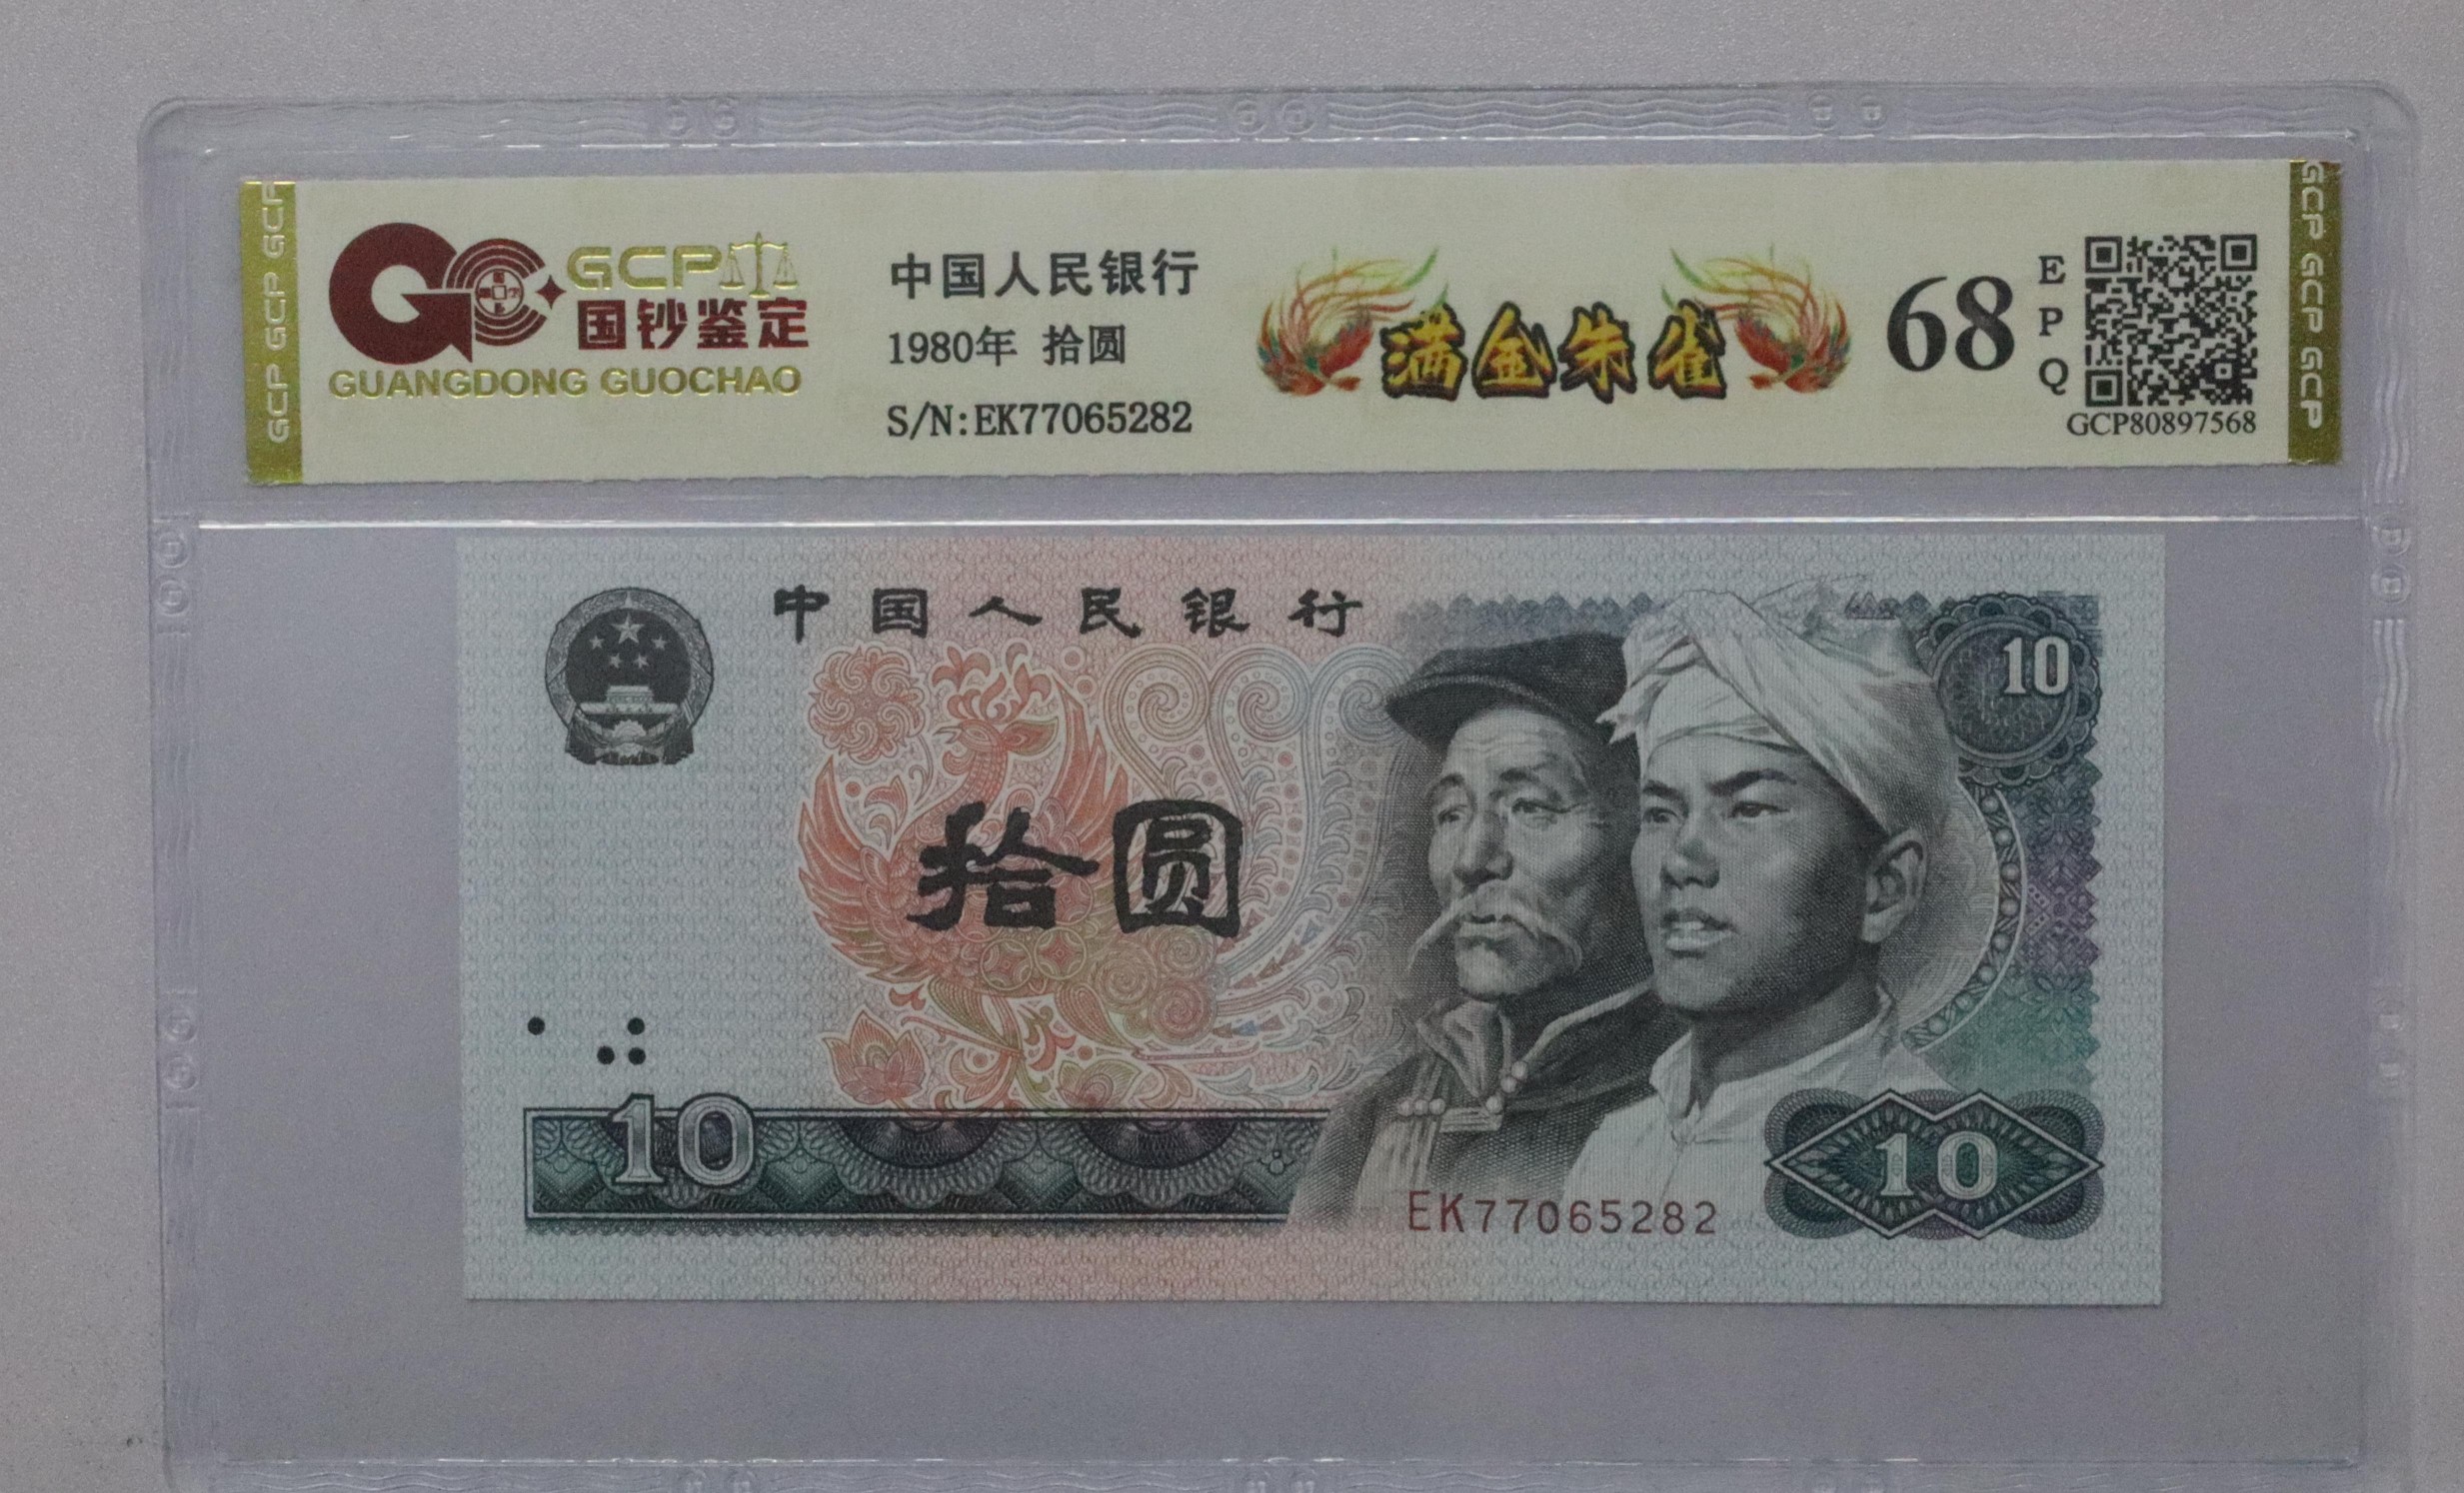 GCP GCP GCP
GCP
国钞鉴定
GUANGDONG GUOCHAO
中国人民银行
1980年 拾圆
S/N:EK77065282
满金朱雀
68
E
P
Q
GCP80897568
GCP GCP GCP
中国人民银行
10
拾圆
10
EK77065282
10